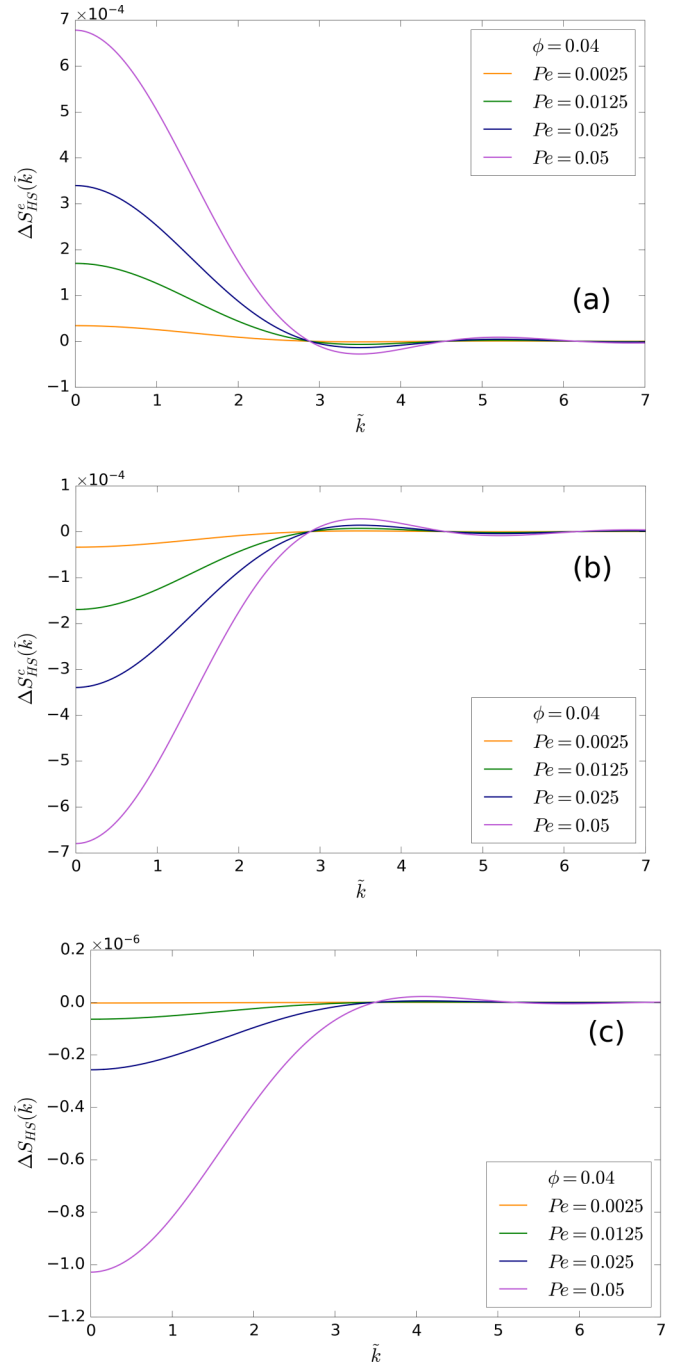 ×10⁻⁴
7
6
5
4
3
2
1
0
−1
ΔSᵉ_HS(k̃)
ϕ = 0.04
Pe = 0.0025
Pe = 0.0125
Pe = 0.025
Pe = 0.05
(a)
0 1 2 3 4 5 6 7
k̃
×10⁻⁴
1
0
−1
−2
−3
−4
−5
−6
−7
ΔSᶜ_HS(k̃)
(b)
ϕ = 0.04
Pe = 0.0025
Pe = 0.0125
Pe = 0.025
Pe = 0.05
0 1 2 3 4 5 6 7
k̃
×10⁻⁶
0.2
0.0
−0.2
−0.4
−0.6
−0.8
−1.0
−1.2
ΔS_HS(k̃)
(c)
ϕ = 0.04
Pe = 0.0025
Pe = 0.0125
Pe = 0.025
Pe = 0.05
0 1 2 3 4 5 6 7
k̃